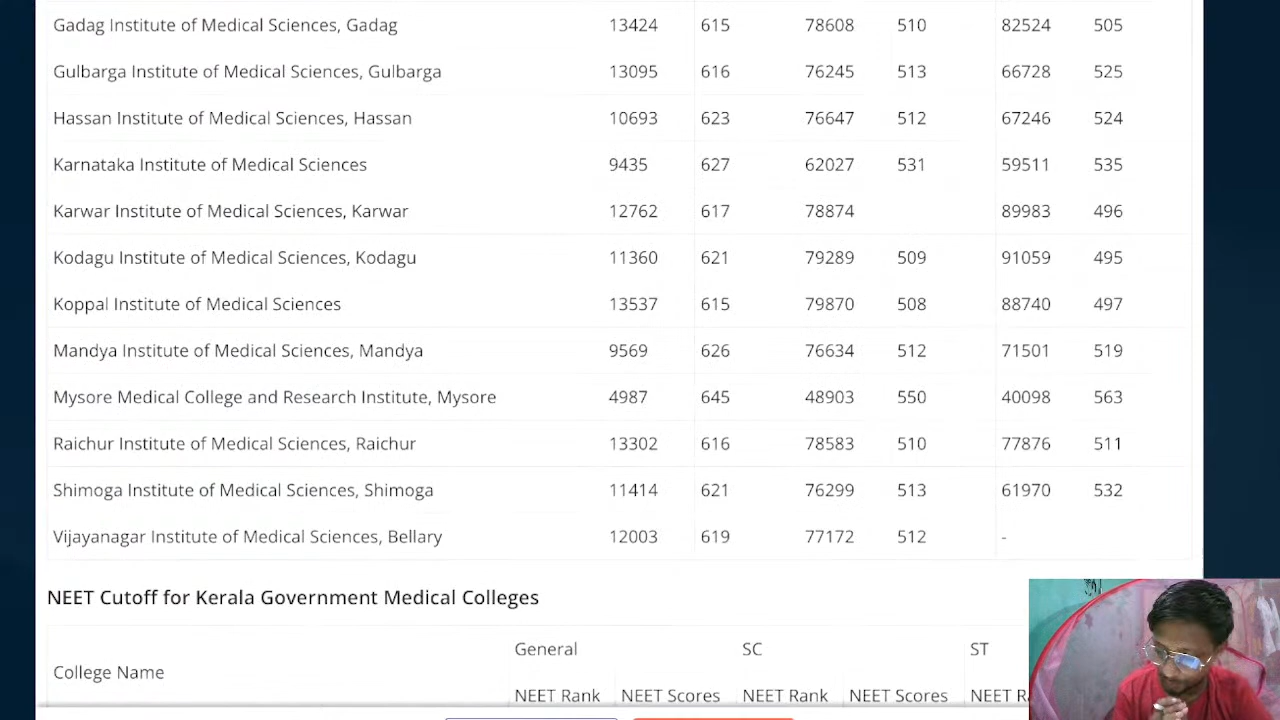 Gadag Institute of Medical Sciences, Gadag 13424 615 78608 510 82524 505
Gulbarga Institute of Medical Sciences, Gulbarga 13095 616 76245 513 66728 525
Hassan Institute of Medical Sciences, Hassan 10693 623 76647 512 67246 524
Karnataka Institute of Medical Sciences 9435 627 62027 531 59511 535
Karwar Institute of Medical Sciences, Karwar 12762 617 78874 89983 496
Kodagu Institute of Medical Sciences, Kodagu 11360 621 79289 509 91059 495
Koppal Institute of Medical Sciences 13537 615 79870 508 88740 497
Mandya Institute of Medical Sciences, Mandya 9569 626 76634 512 71501 519
Mysore Medical College and Research Institute, Mysore 4987 645 48903 550 40098 563
Raichur Institute of Medical Sciences, Raichur 13302 616 78583 510 77876 511
Shimoga Institute of Medical Sciences, Shimoga 11414 621 76299 513 61970 532
Vijayanagar Institute of Medical Sciences, Bellary 12003 619 77172 512 -
NEET Cutoff for Kerala Government Medical Colleges
General SC ST
College Name
NEET Rank NEET Scores NEET Rank NEET Scores NEET